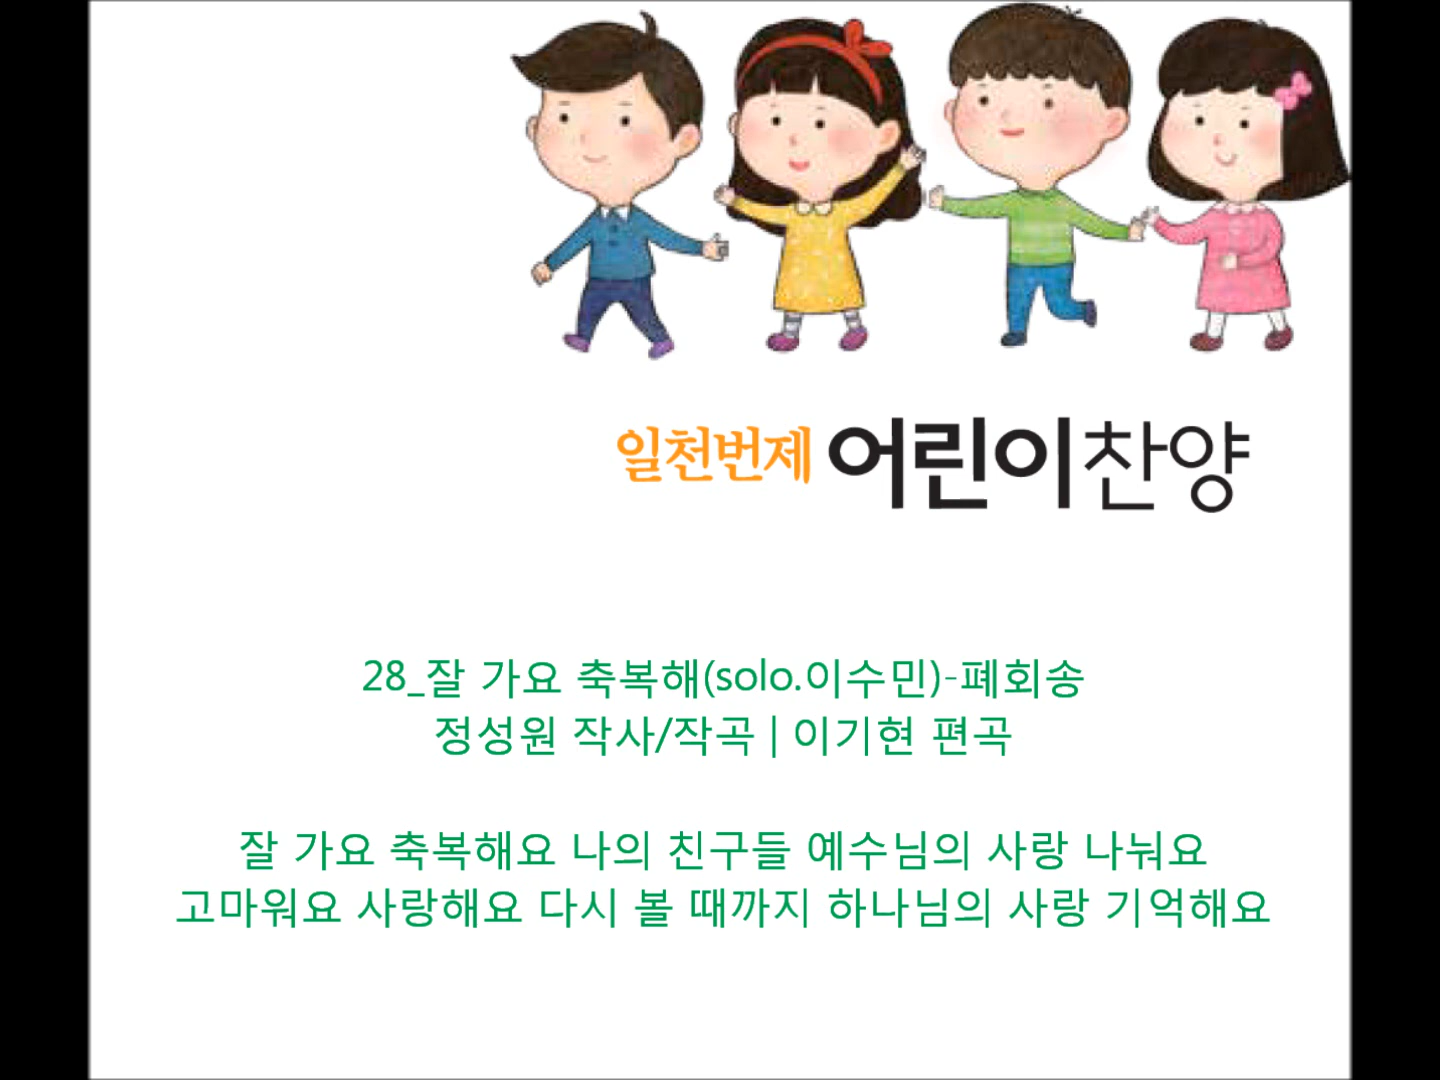 일천번제 어린이찬양
28_잘 가요 축복해(solo.이수민)-폐회송
정성원 작사/작곡 | 이기현 편곡
잘 가요 축복해요 나의 친구들 예수님의 사랑 나눠요
고마워요 사랑해요 다시 볼 때까지 하나님의 사랑 기억해요